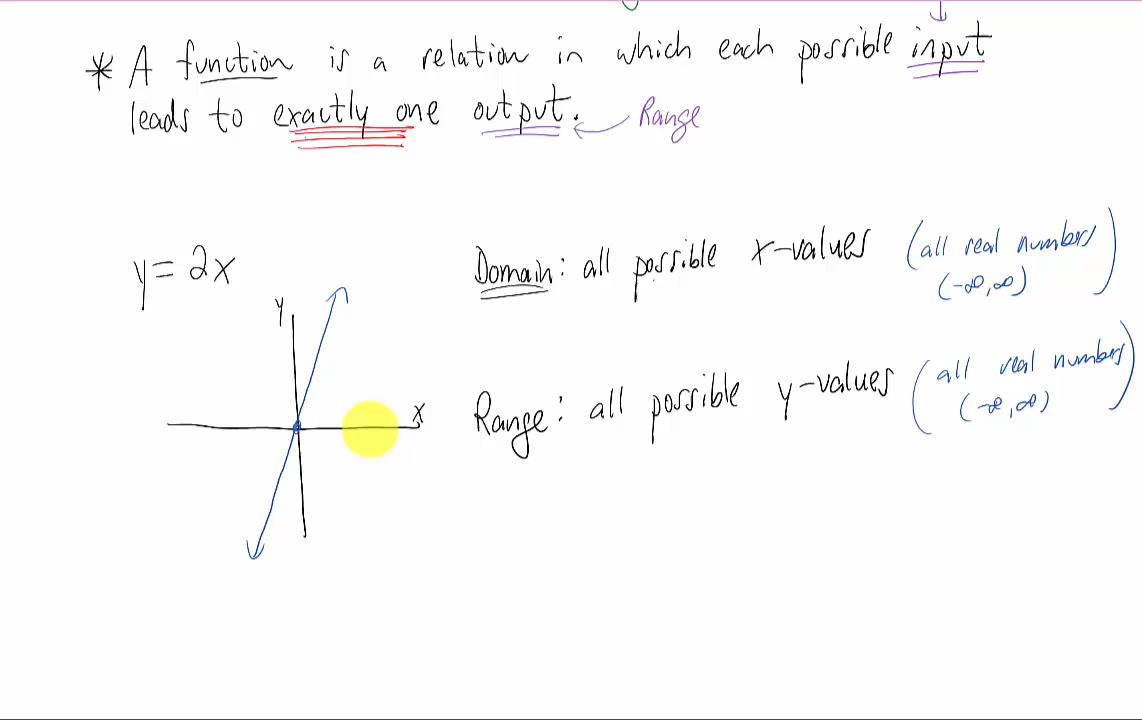 * A function is a relation in which each possible input
leads to exactly one output. Range
y = 2x
Domain: all possible x-values (all real numbers
(-∞,∞))
y
x
Range: all possible y-values (all real numbers
(-∞,∞))